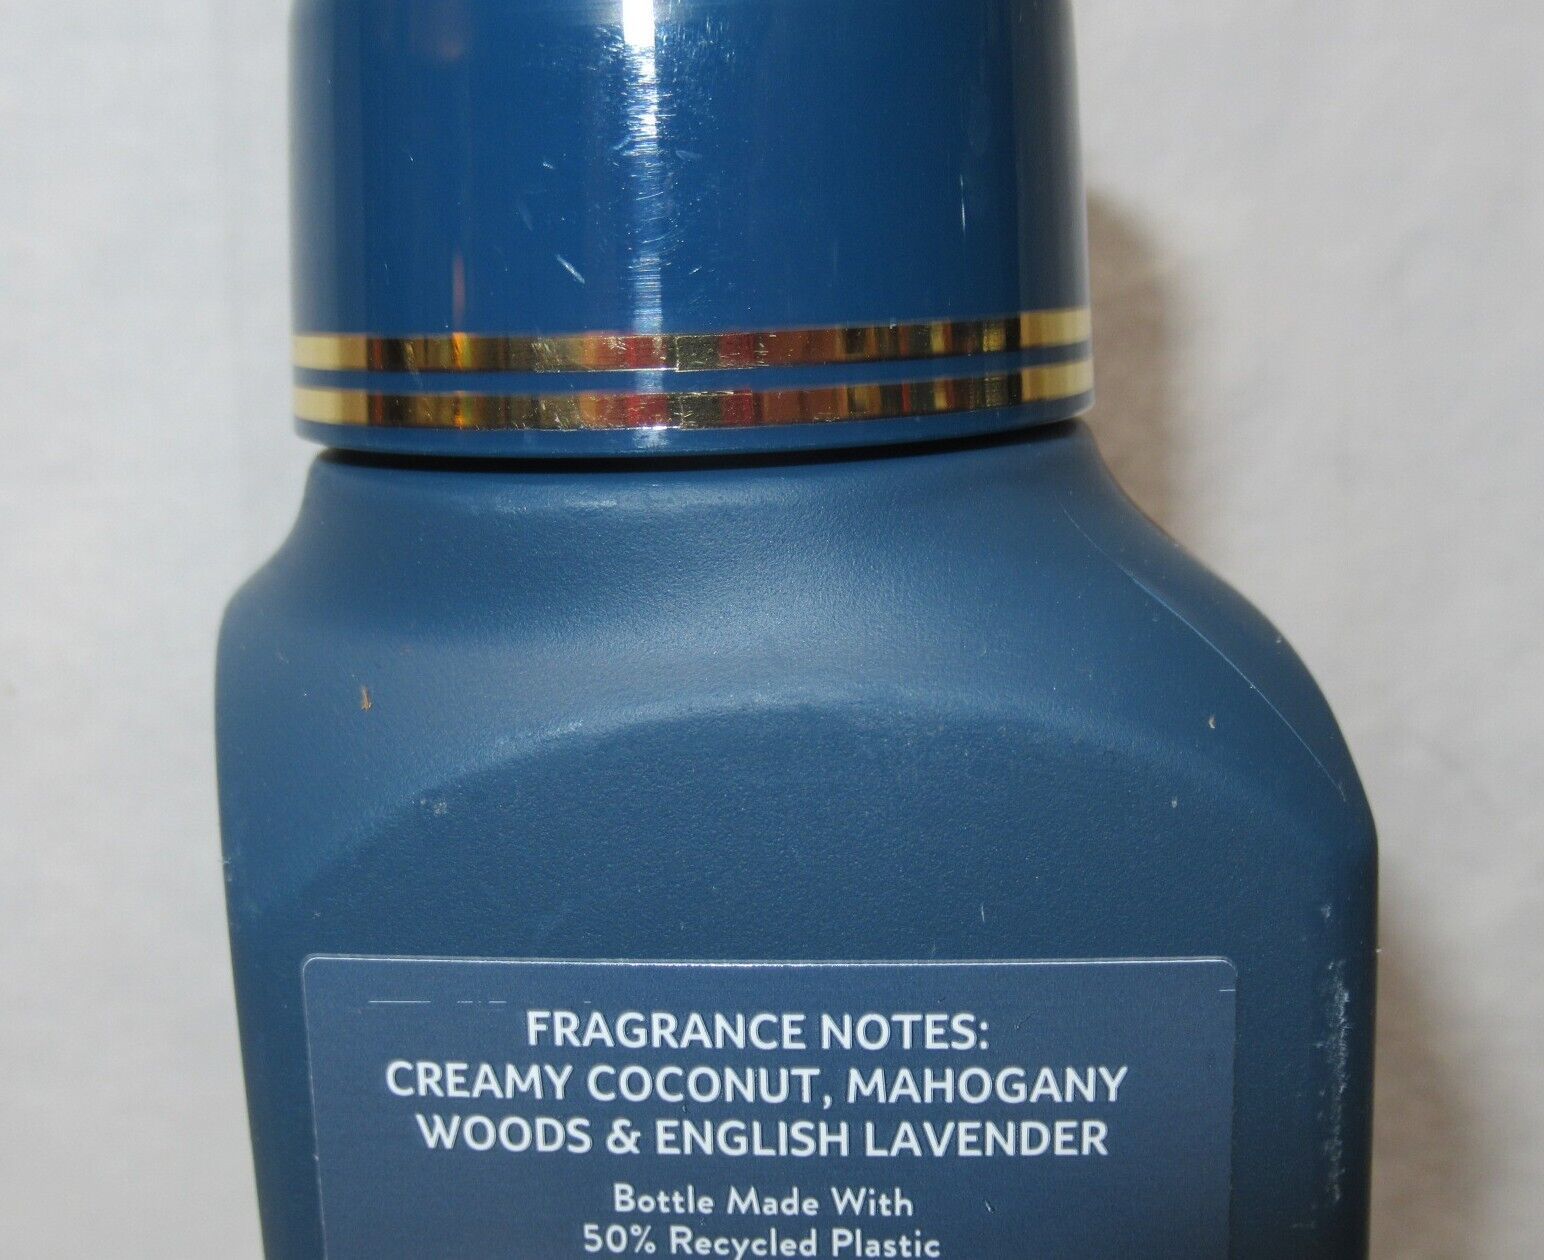 FRAGRANCE NOTES:
CREAMY COCONUT, MAHOGANY
WOODS & ENGLISH LAVENDER
Bottle Made With
50% Recycled Plastic